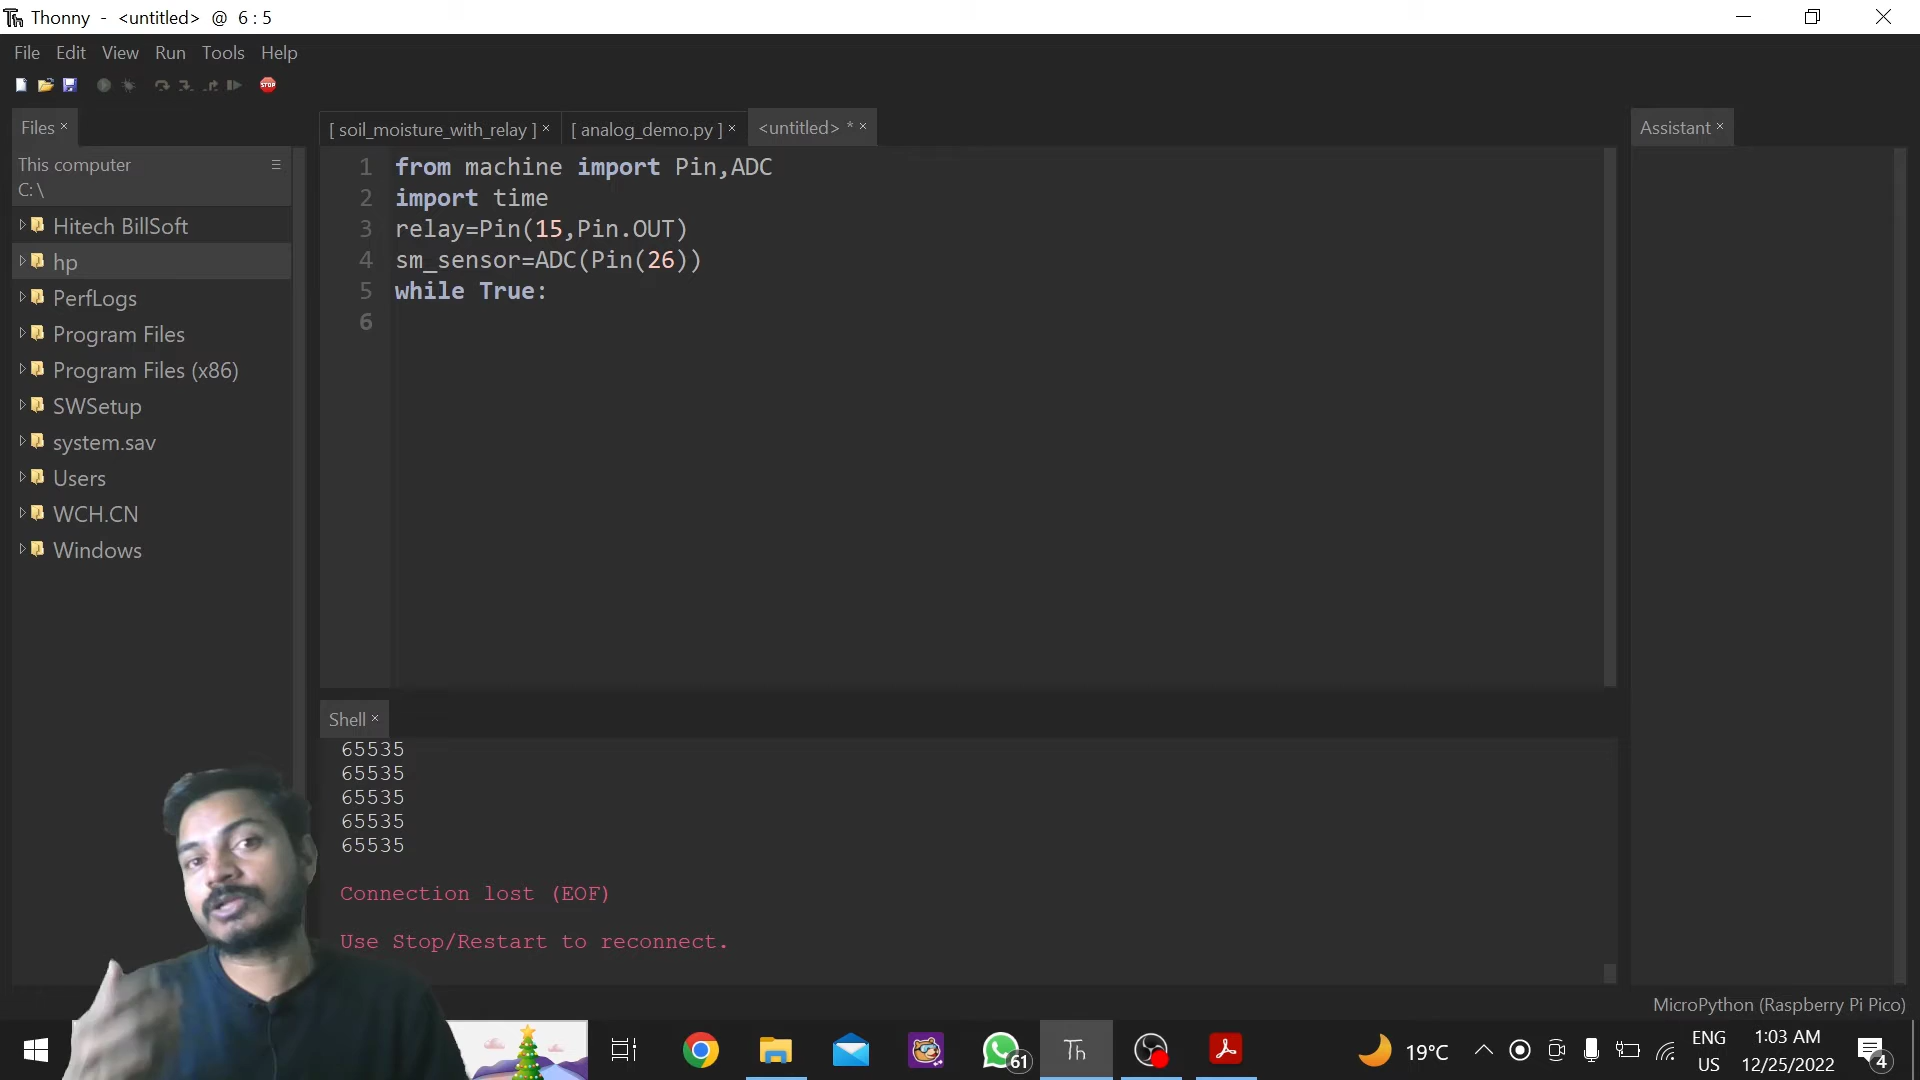 Thonny - <untitled> @ 6 : 5
File Edit View Run Tools Help
STOP
Files ×
This computer
C: \
Hitech BillSoft
hp
PerfLogs
Program Files
Program Files (x86)
SWSetup
system.sav
Users
WCH.CN
Windows
[ soil_moisture_with_relay ] × [ analog_demo.py ] × <untitled> * ×
1 from machine import Pin,ADC
2 import time
3 relay=Pin(15,Pin.OUT)
4 sm_sensor=ADC(Pin(26))
5 while True:
6
Shell ×
65535
65535
65535
65535
65535
Connection lost (EOF)
Use Stop/Restart to reconnect.
Assistant ×
MicroPython (Raspberry Pi Pico)
61
Th
19°C
ENG
US
1:03 AM
12/25/2022
4